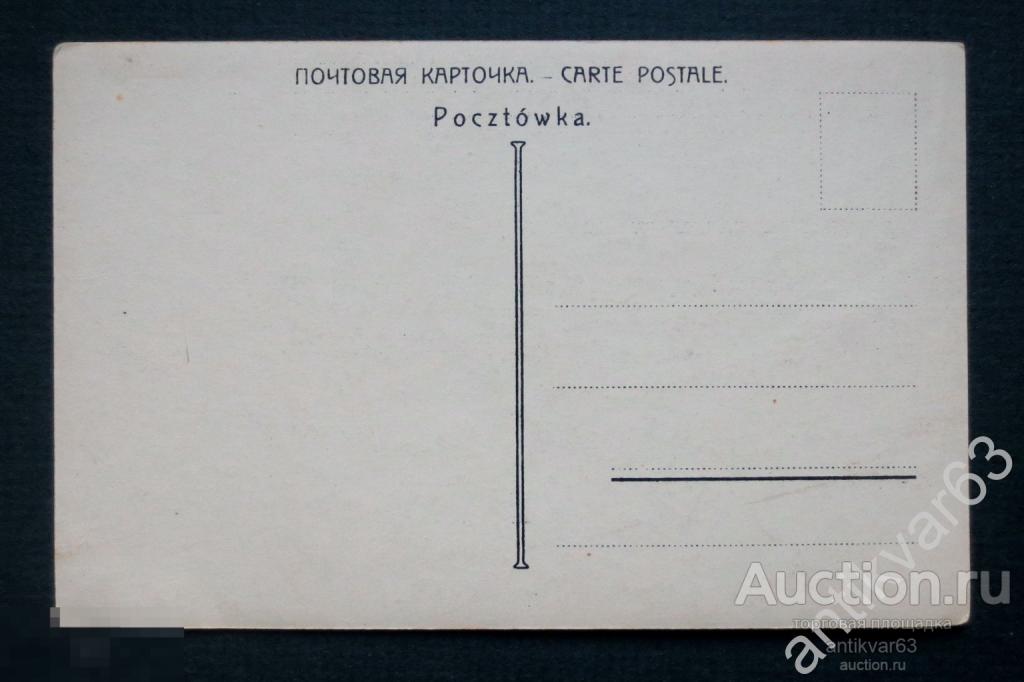 ПОЧТОВАЯ КАРТОЧКА. - CARTE POSTALE.
Pocztówka.
antikvar63
Auction.ru
торговая площадка
antikvar63
auction.ru